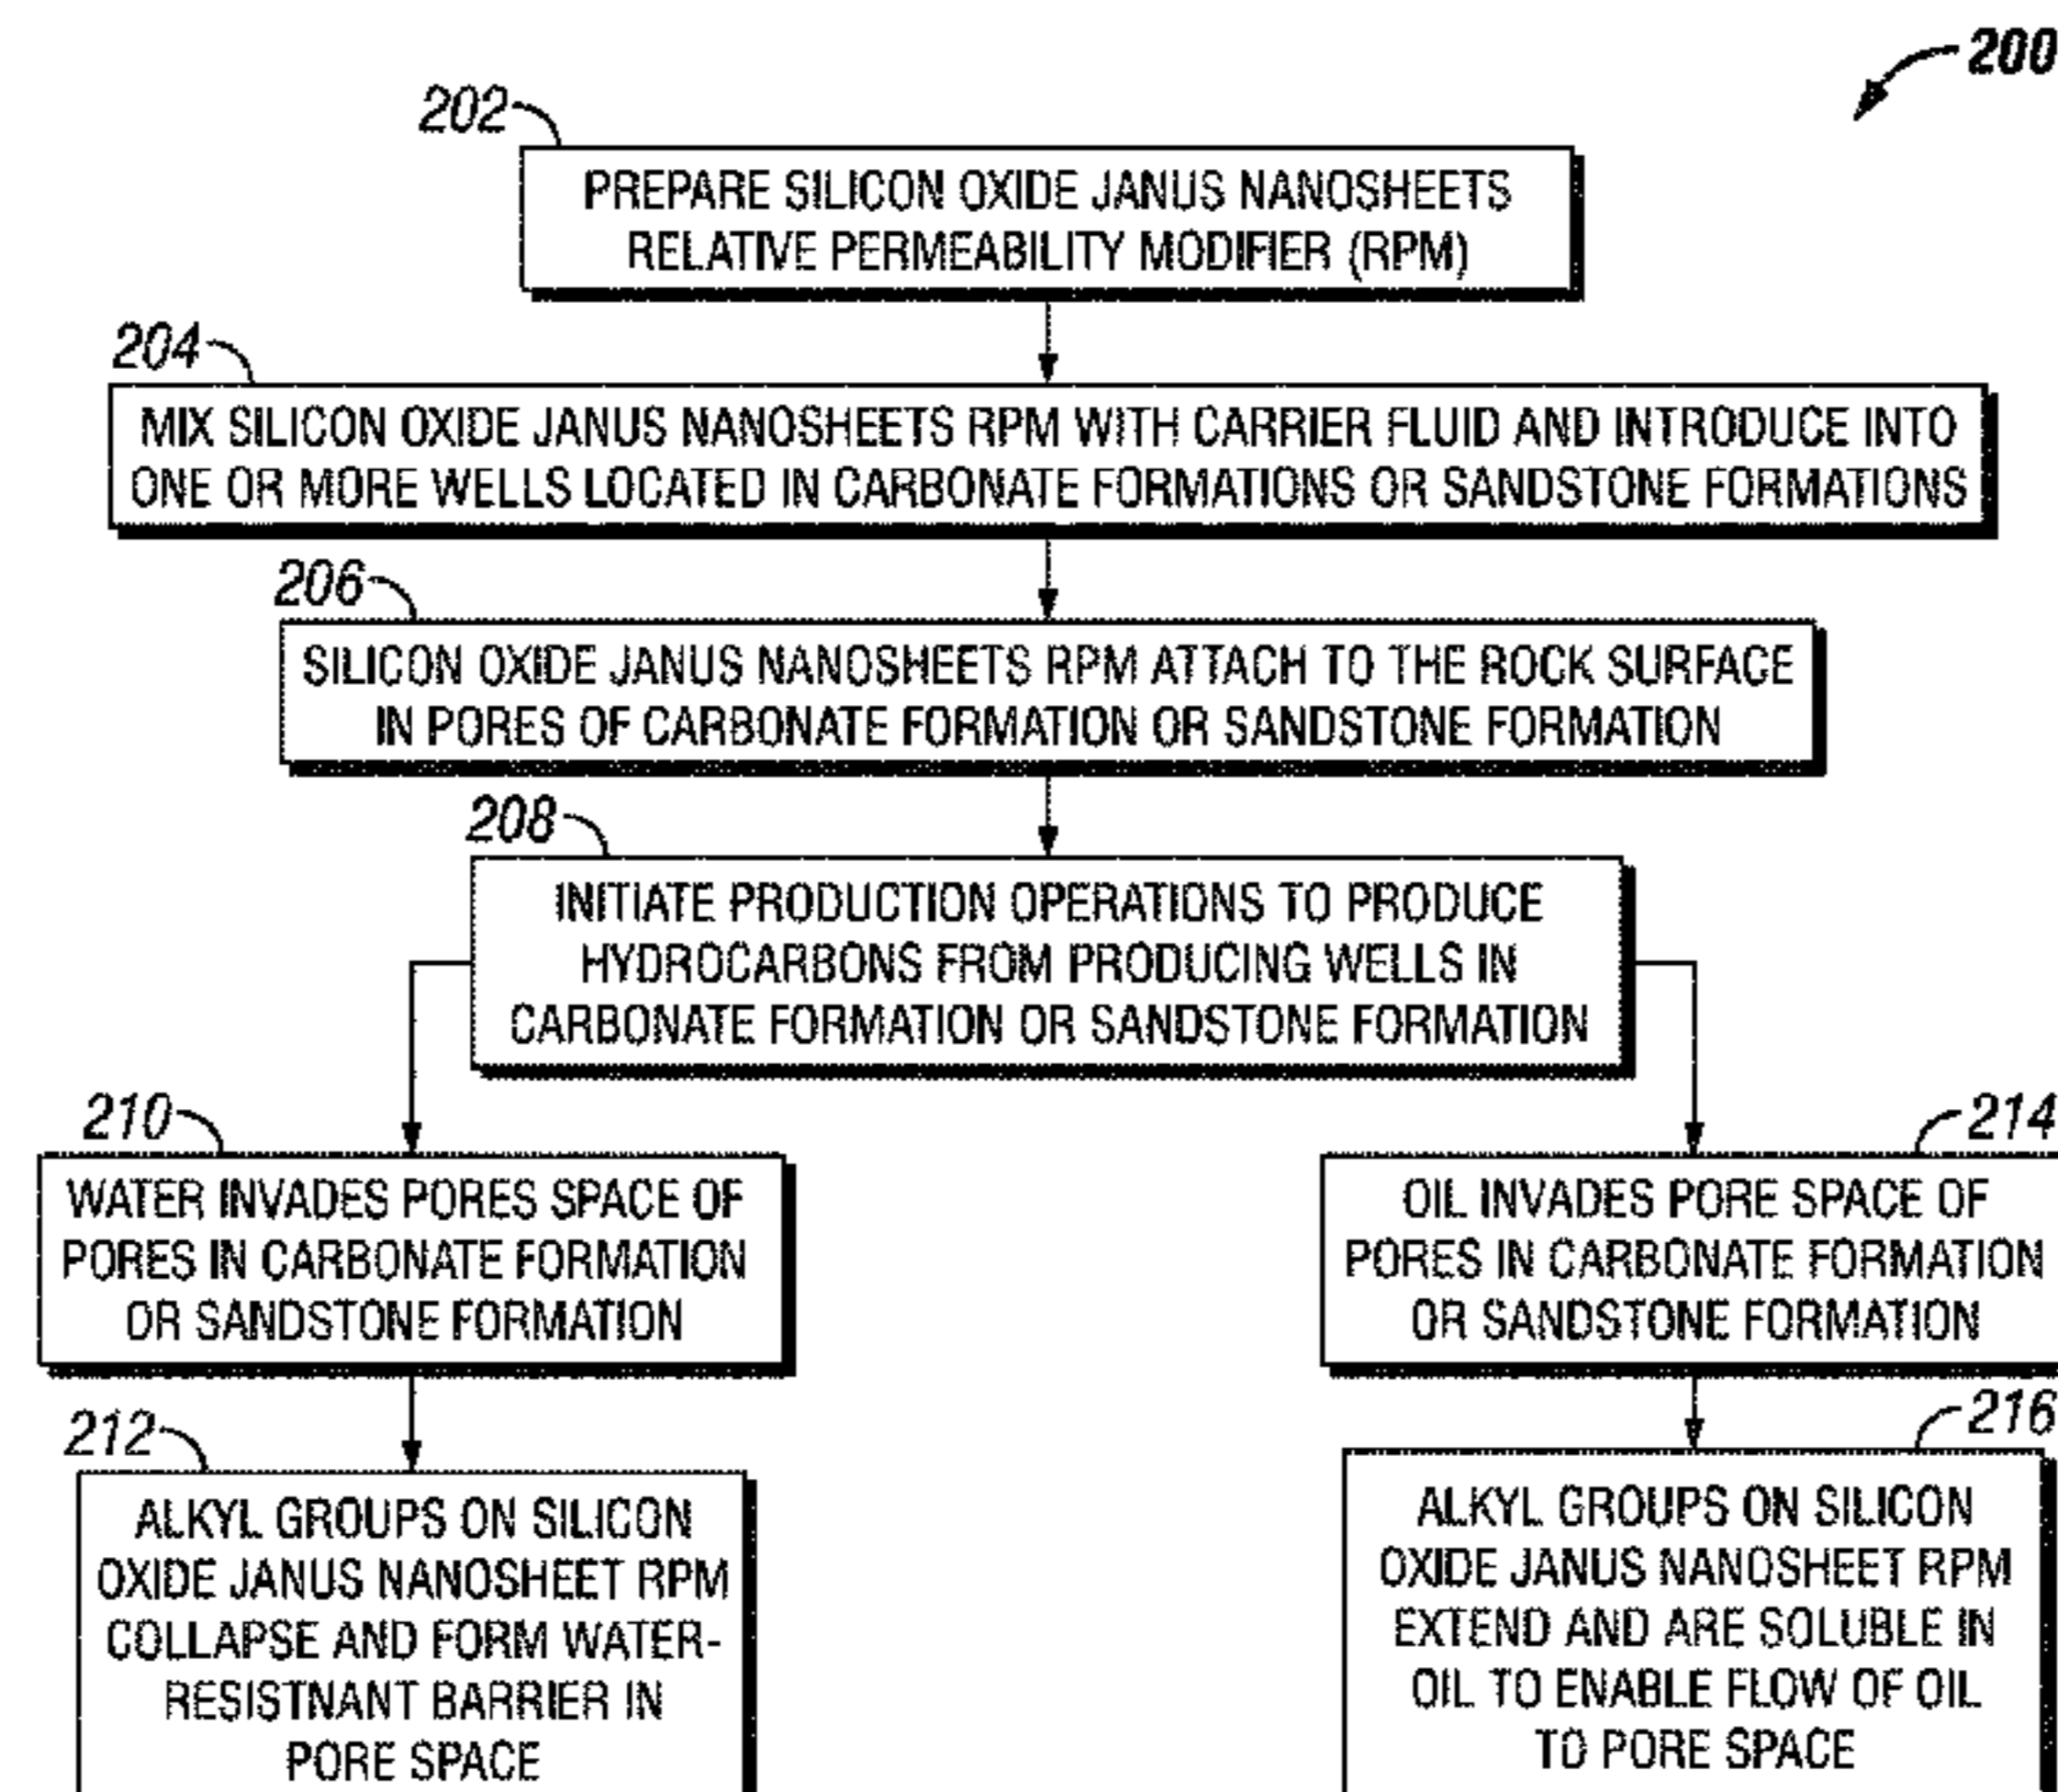 200
202
PREPARE SILICON OXIDE JANUS NANOSHEETS
RELATIVE PERMEABILITY MODIFIER (RPM)
204
MIX SILICON OXIDE JANUS NANOSHEETS RPM WITH CARRIER FLUID AND INTRODUCE INTO
ONE OR MORE WELLS LOCATED IN CARBONATE FORMATIONS OR SANDSTONE FORMATIONS
206
SILICON OXIDE JANUS NANOSHEETS RPM ATTACH TO THE ROCK SURFACE
IN PORES OF CARBONATE FORMATION OR SANDSTONE FORMATION
208
INITIATE PRODUCTION OPERATIONS TO PRODUCE
HYDROCARBONS FROM PRODUCING WELLS IN
CARBONATE FORMATION OR SANDSTONE FORMATION
210
WATER INVADES PORES SPACE OF
PORES IN CARBONATE FORMATION
OR SANDSTONE FORMATION
212
ALKYL GROUPS ON SILICON
OXIDE JANUS NANOSHEET RPM
COLLAPSE AND FORM WATER-
RESISTNANT BARRIER IN
PORE SPACE
214
OIL INVADES PORE SPACE OF
PORES IN CARBONATE FORMATION
OR SANDSTONE FORMATION
216
ALKYL GROUPS ON SILICON
OXIDE JANUS NANOSHEET RPM
EXTEND AND ARE SOLUBLE IN
OIL TO ENABLE FLOW OF OIL
TO PORE SPACE